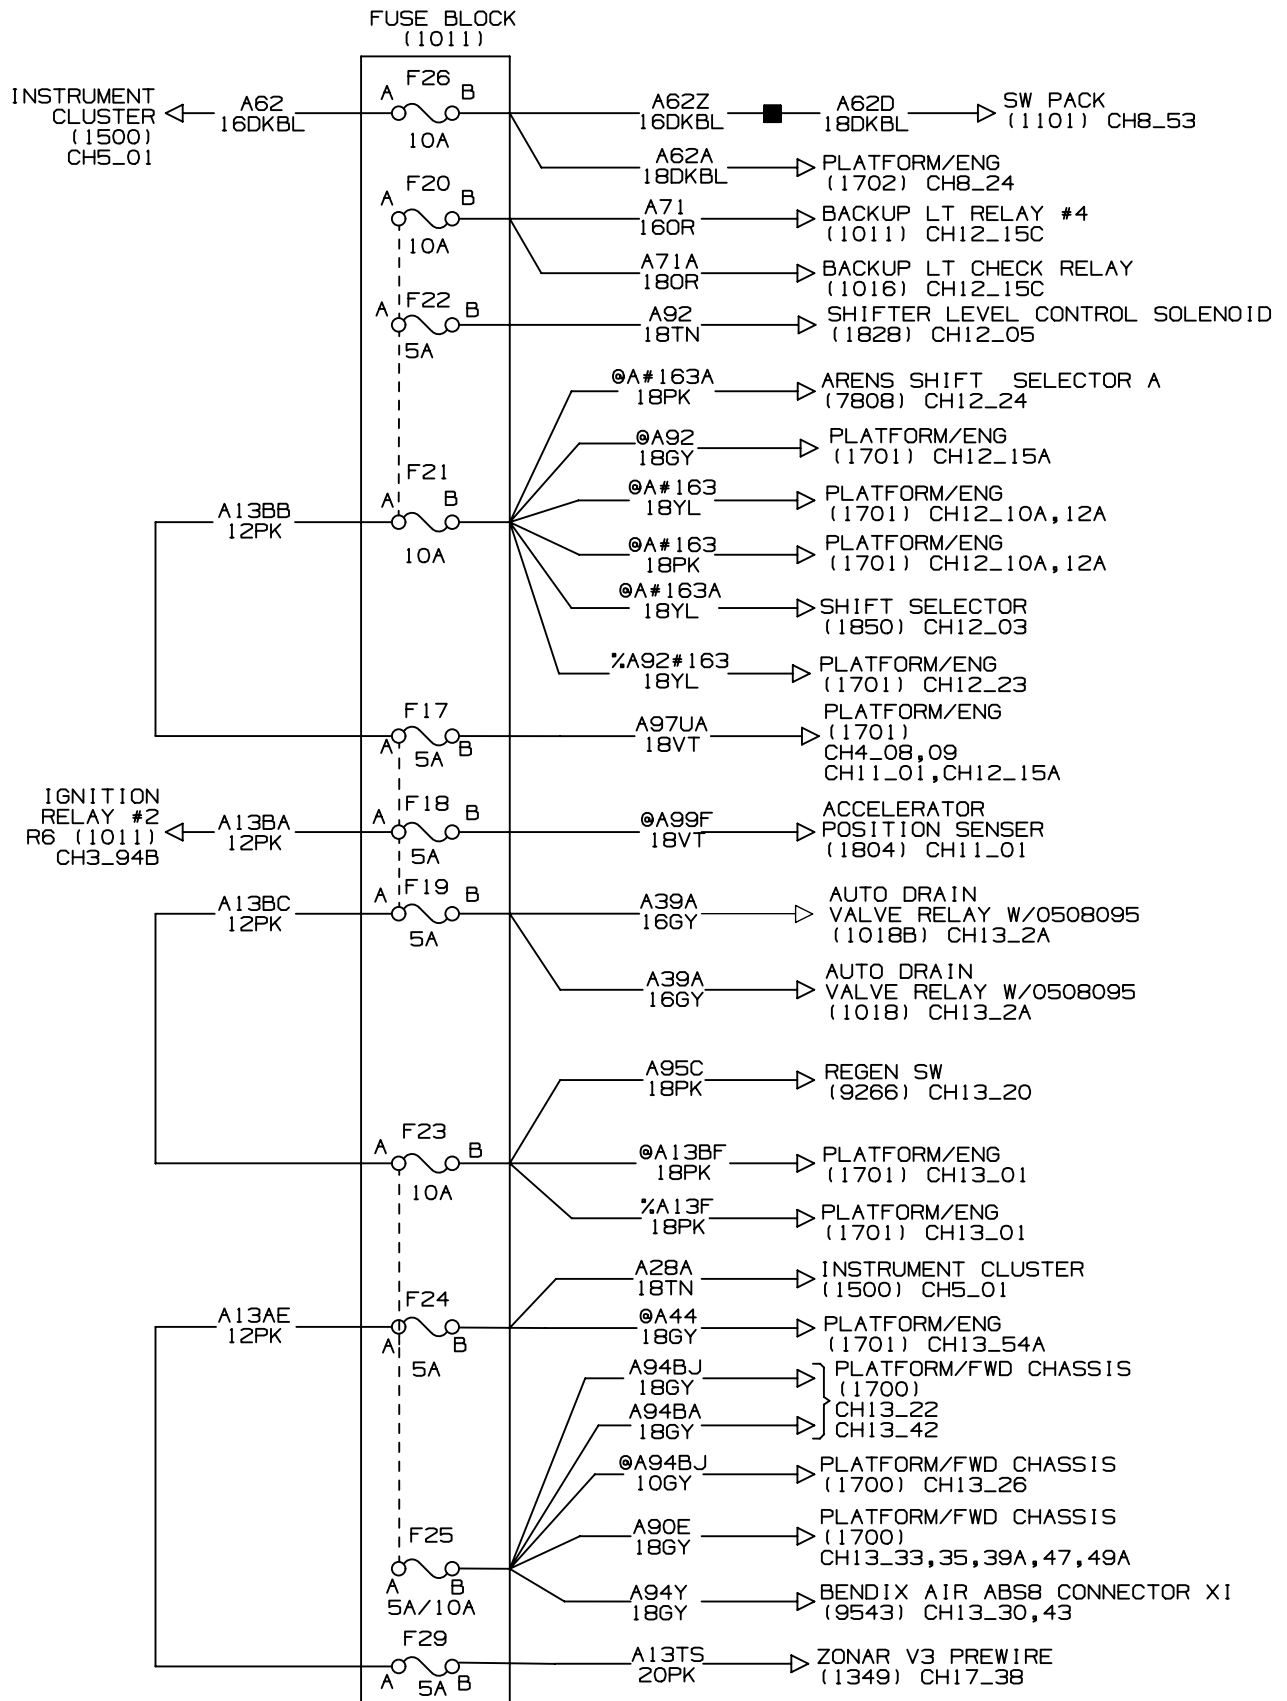 FUSE BLOCK
(1011)
INSTRUMENT
CLUSTER
(1500)
CH5_01
A62
16DKBL
F26
A B
10A
A62Z
16DKBL
A62D
18DKBL
SW PACK
(1101) CH8_53
A62A
18DKBL
PLATFORM/ENG
(1702) CH8_24
F20
A B
10A
A71
16OR
BACKUP LT RELAY #4
(1011) CH12_15C
A71A
18OR
BACKUP LT CHECK RELAY
(1016) CH12_15C
F22
A B
5A
A92
18TN
SHIFTER LEVEL CONTROL SOLENOID
(1828) CH12_05
@A#163A
18PK
ARENS SHIFT SELECTOR A
(7808) CH12_24
@A92
18GY
PLATFORM/ENG
(1701) CH12_15A
A13BB
12PK
F21
A B
10A
@A#163
18YL
PLATFORM/ENG
(1701) CH12_10A,12A
@A#163
18PK
PLATFORM/ENG
(1701) CH12_10A,12A
@A#163A
18YL
SHIFT SELECTOR
(1850) CH12_03
%A92#163
18YL
PLATFORM/ENG
(1701) CH12_23
F17
A B
5A
A97UA
18VT
PLATFORM/ENG
(1701)
CH4_08,09
CH11_01,CH12_15A
IGNITION
RELAY #2
R6 (1011)
CH3_94B
A13BA
12PK
F18
A B
5A
@A99F
18VT
ACCELERATOR
POSITION SENSER
(1804) CH11_01
A13BC
12PK
F19
A B
5A
A39A
16GY
AUTO DRAIN
VALVE RELAY W/0508095
(1018B) CH13_2A
A39A
16GY
AUTO DRAIN
VALVE RELAY W/0508095
(1018) CH13_2A
A95C
18PK
REGEN SW
(9266) CH13_20
F23
A B
10A
@A13BF
18PK
PLATFORM/ENG
(1701) CH13_01
%A13F
18PK
PLATFORM/ENG
(1701) CH13_01
A28A
18TN
INSTRUMENT CLUSTER
(1500) CH5_01
A13AE
12PK
F24
A B
5A
@A44
18GY
PLATFORM/ENG
(1701) CH13_54A
A94BJ
18GY
A94BA
18GY
PLATFORM/FWD CHASSIS
(1700)
CH13_22
CH13_42
@A94BJ
10GY
PLATFORM/FWD CHASSIS
(1700) CH13_26
A90E
18GY
PLATFORM/FWD CHASSIS
(1700)
CH13_33,35,39A,47,49A
F25
A B
5A/10A
A94Y
18GY
BENDIX AIR ABS8 CONNECTOR X1
(9543) CH13_30,43
F29
A B
5A
A13TS
20PK
ZONAR V3 PREWIRE
(1349) CH17_38